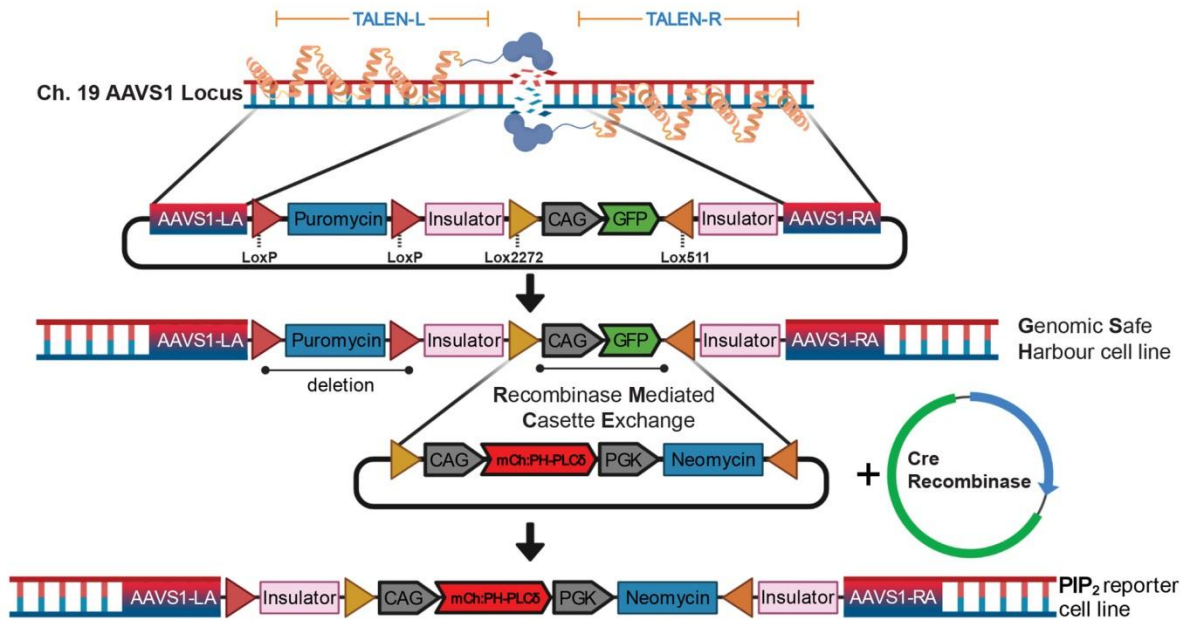 TALEN-L
TALEN-R
Ch. 19 AAVS1 Locus
AAVS1-LA Puromycin Insulator CAG GFP Insulator AAVS1-RA
LoxP LoxP Lox2272 Lox511
AAVS1-LA Puromycin Insulator CAG GFP Insulator AAVS1-RA
Genomic Safe
Harbour cell line
deletion
Recombinase Mediated
Casette Exchange
CAG mCh:PH-PLCδ PGK Neomycin
+
Cre
Recombinase
AAVS1-LA Insulator CAG mCh:PH-PLCδ PGK Neomycin Insulator AAVS1-RA
PIP₂ reporter
cell line